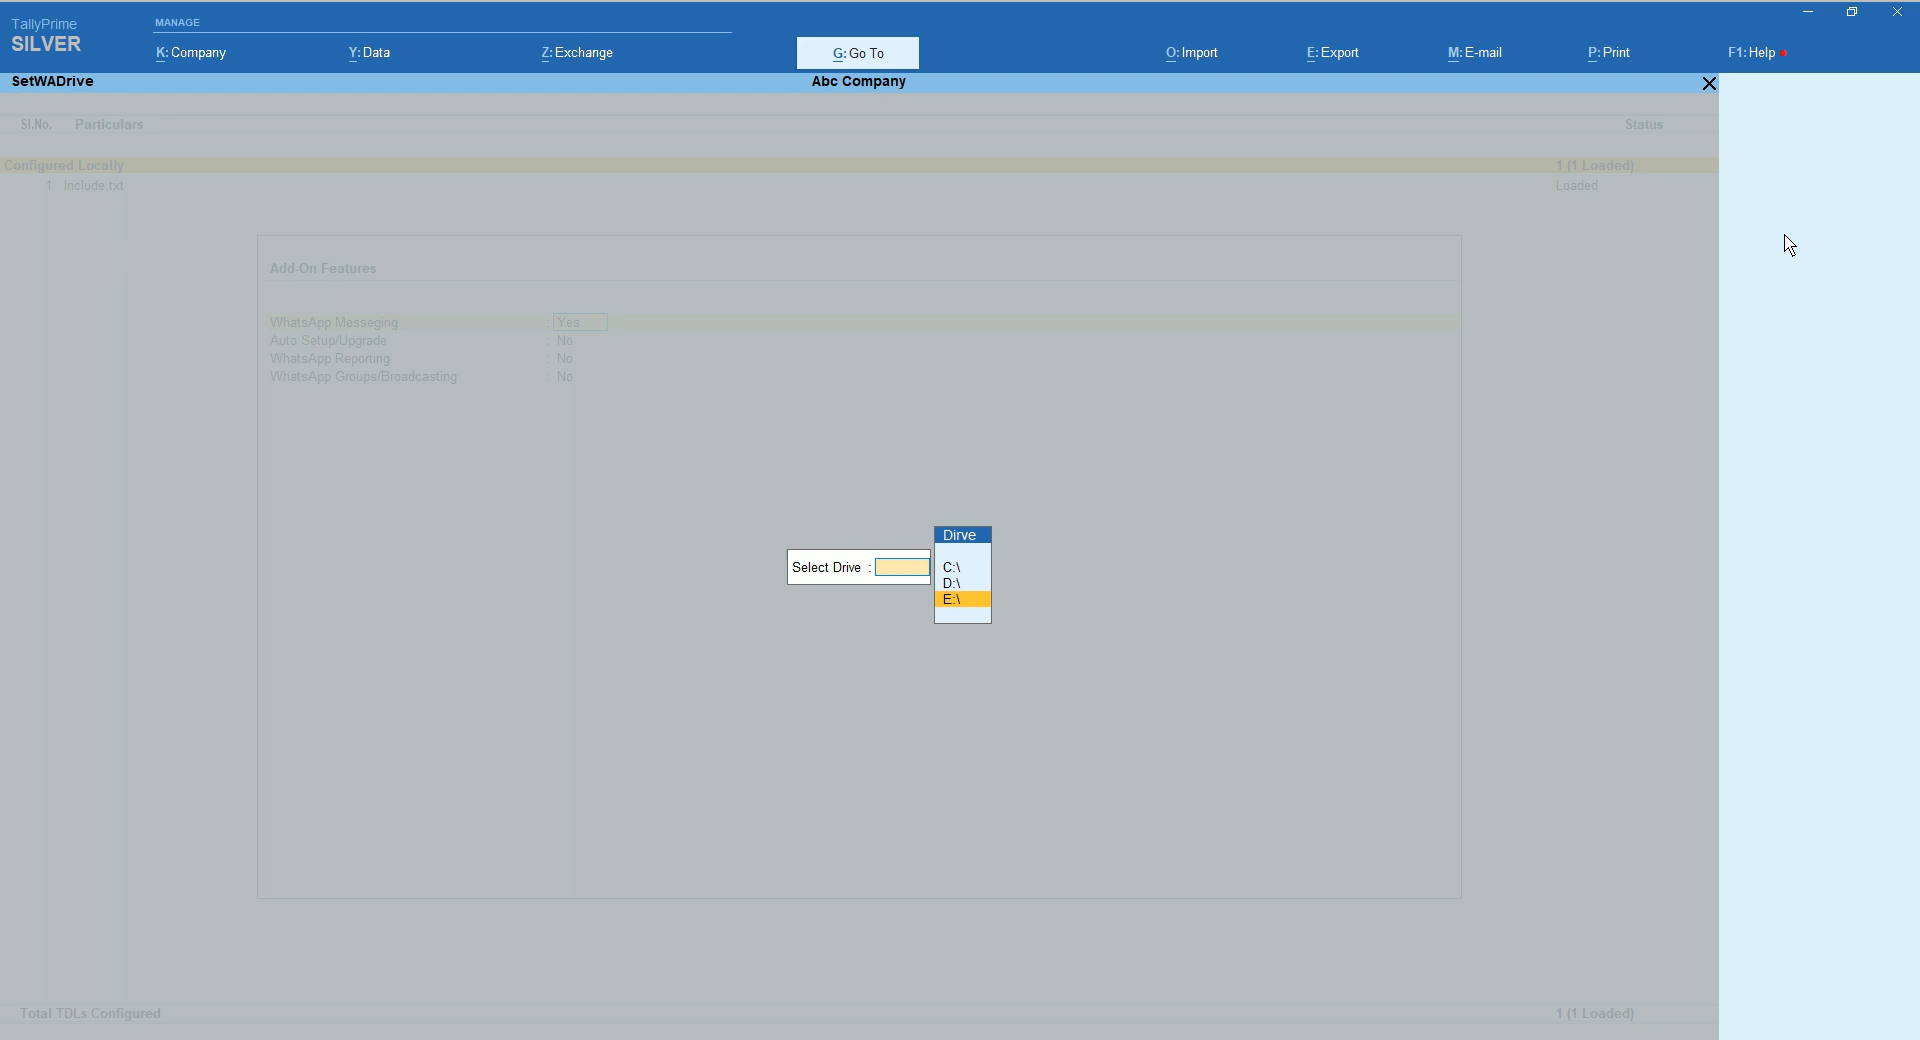 TallyPrime
SILVER
MANAGE
K: Company
Y: Data
Z: Exchange
G: Go To
O: Import
E: Export
M: E-mail
P: Print
F1: Help
SetWADrive
Abc Company
Sl.No.
Particulars
Status
Configured Locally
1 (1 Loaded)
1 Include.txt
Loaded
Add-On Features
WhatsApp Messeging : Yes
Auto Setup/Upgrade : No
WhatsApp Reporting : No
WhatsApp Groups/Broadcasting : No
Dirve
Select Drive :
C:\
D:\
E:\
Total TDLs Configured
1 (1 Loaded)